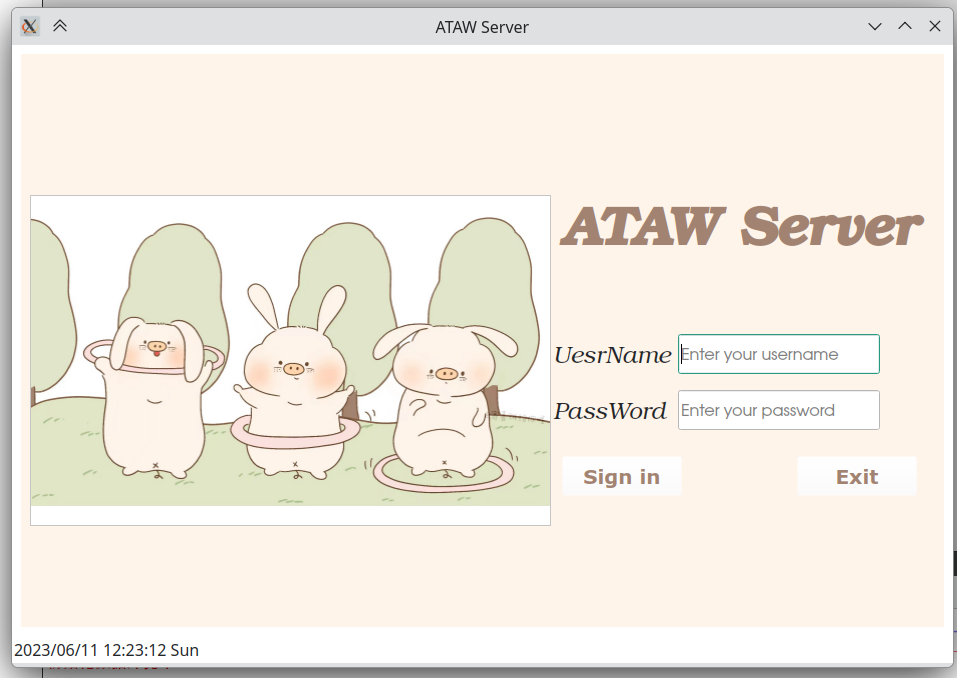 ATAW Server
ATAW Server
UesrName
Enter your username
PassWord
Enter your password
Sign in
Exit
2023/06/11 12:23:12 Sun